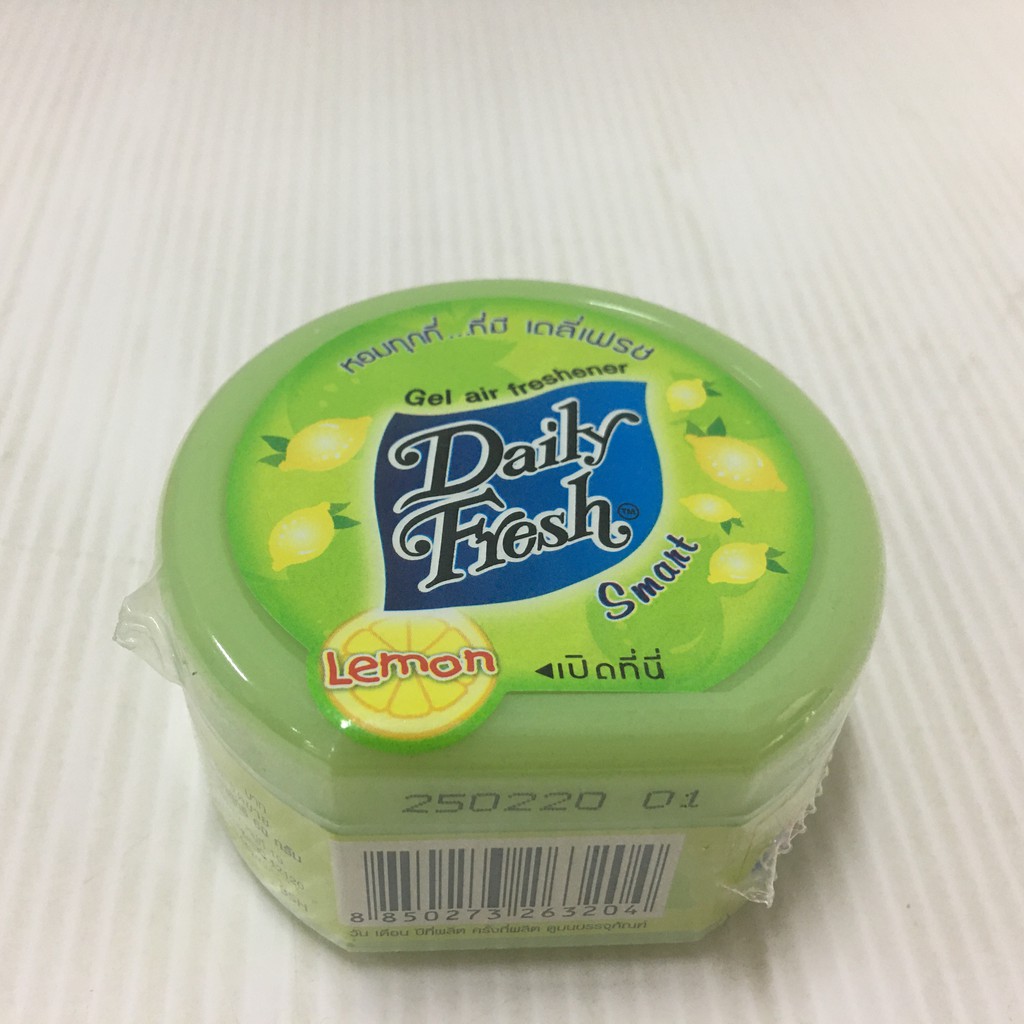 หอมทุกที่...ที่มี เดลี่เฟรช
Gel air freshener
Daily
Fresh™
Smart
Lemon
◄เปิดที่นี่
250220 01
8 850273 263204
วัน เดือน ปีที่ผลิต ครั้งที่ผลิต ดูบนบรรจุภัณฑ์